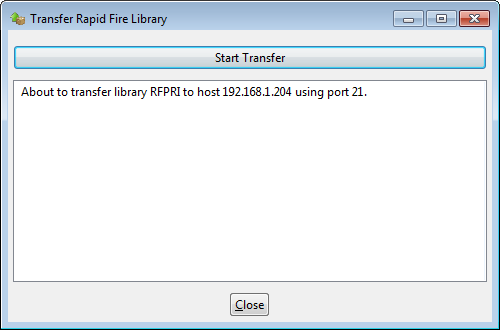 Transfer Rapid Fire Library
Start Transfer
About to transfer library RFPRI to host 192.168.1.204 using port 21.
Close